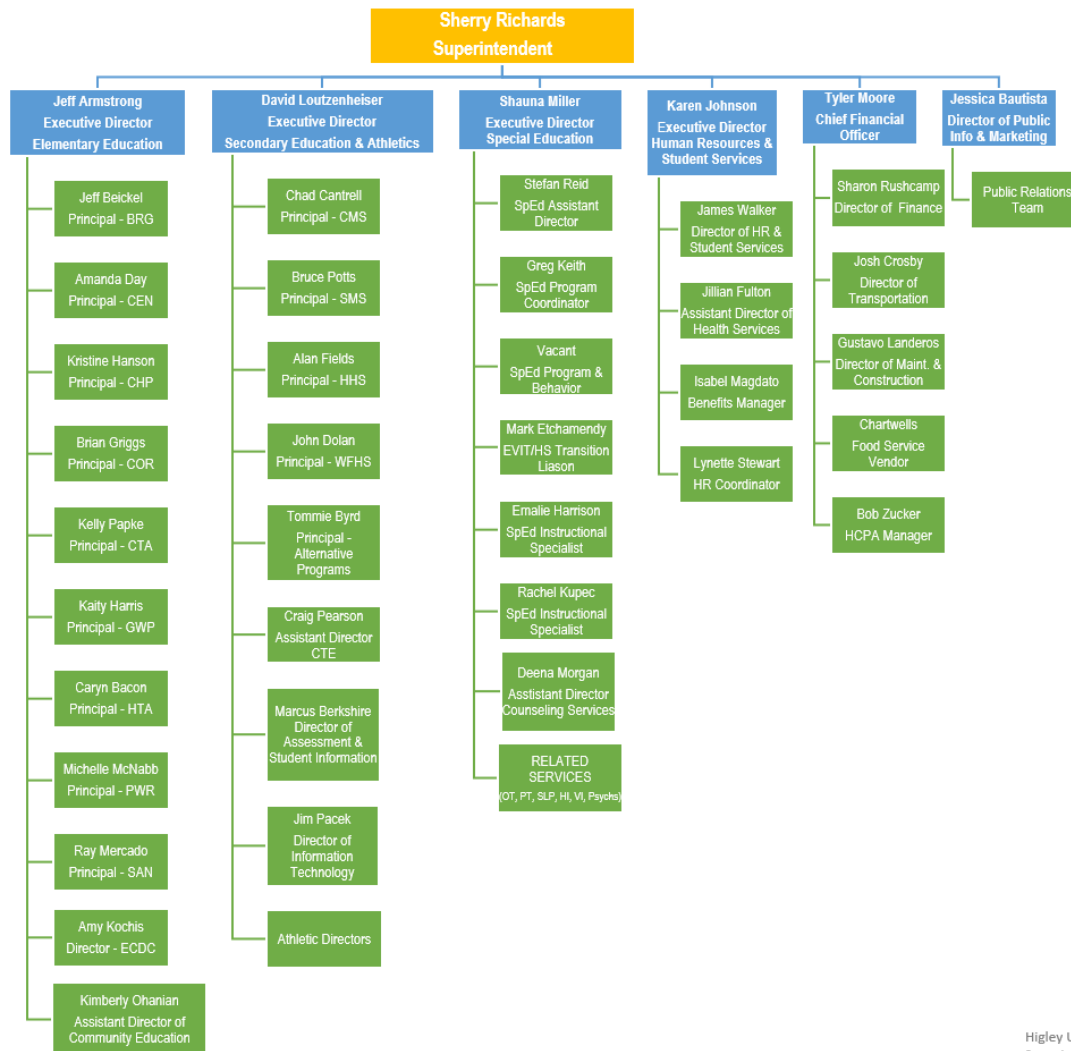 Sherry Richards
Superintendent
Jeff Armstrong
Executive Director
Elementary Education
Jeff Beickel
Principal - BRG
Amanda Day
Principal - CEN
Kristine Hanson
Principal - CHP
Brian Griggs
Principal - COR
Kelly Papke
Principal - CTA
Kaity Harris
Principal - GWP
Caryn Bacon
Principal - HTA
Michelle McNabb
Principal - PWR
Ray Mercado
Principal - SAN
Amy Kochis
Director - ECDC
Kimberly Ohanian
Assistant Director of
Community Education
David Loutzenheiser
Executive Director
Secondary Education & Athletics
Chad Cantrell
Principal - CMS
Bruce Potts
Principal - SMS
Alan Fields
Principal - HHS
John Dolan
Principal - WFHS
Tommie Byrd
Principal -
Alternative
Programs
Craig Pearson
Assistant Director
CTE
Marcus Berkshire
Director of
Assessment &
Student Information
Jim Pacek
Director of
Information
Technology
Athletic Directors
Shauna Miller
Executive Director
Special Education
Stefan Reid
SpEd Assistant
Director
Greg Keith
SpEd Program
Coordinator
Vacant
SpEd Program &
Behavior
Mark Etchamendy
EVIT/HS Transition
Liason
Emalie Harrison
SpEd Instructional
Specialist
Rachel Kupec
SpEd Instructional
Specialist
Deena Morgan
Asstistant Director
Counseling Services
RELATED
SERVICES
(OT, PT, SLP, HI, VI, Psychs)
Karen Johnson
Executive Director
Human Resources &
Student Services
James Walker
Director of HR &
Student Services
Jillian Fulton
Assistant Director of
Health Services
Isabel Magdato
Benefits Manager
Lynette Stewart
HR Coordinator
Tyler Moore
Chief Financial
Officer
Sharon Rushcamp
Director of Finance
Josh Crosby
Director of
Transportation
Gustavo Landeros
Director of Maint. &
Construction
Chartwells
Food Service
Vendor
Bob Zucker
HCPA Manager
Jessica Bautista
Director of Public
Info & Marketing
Public Relations
Team
Higley U